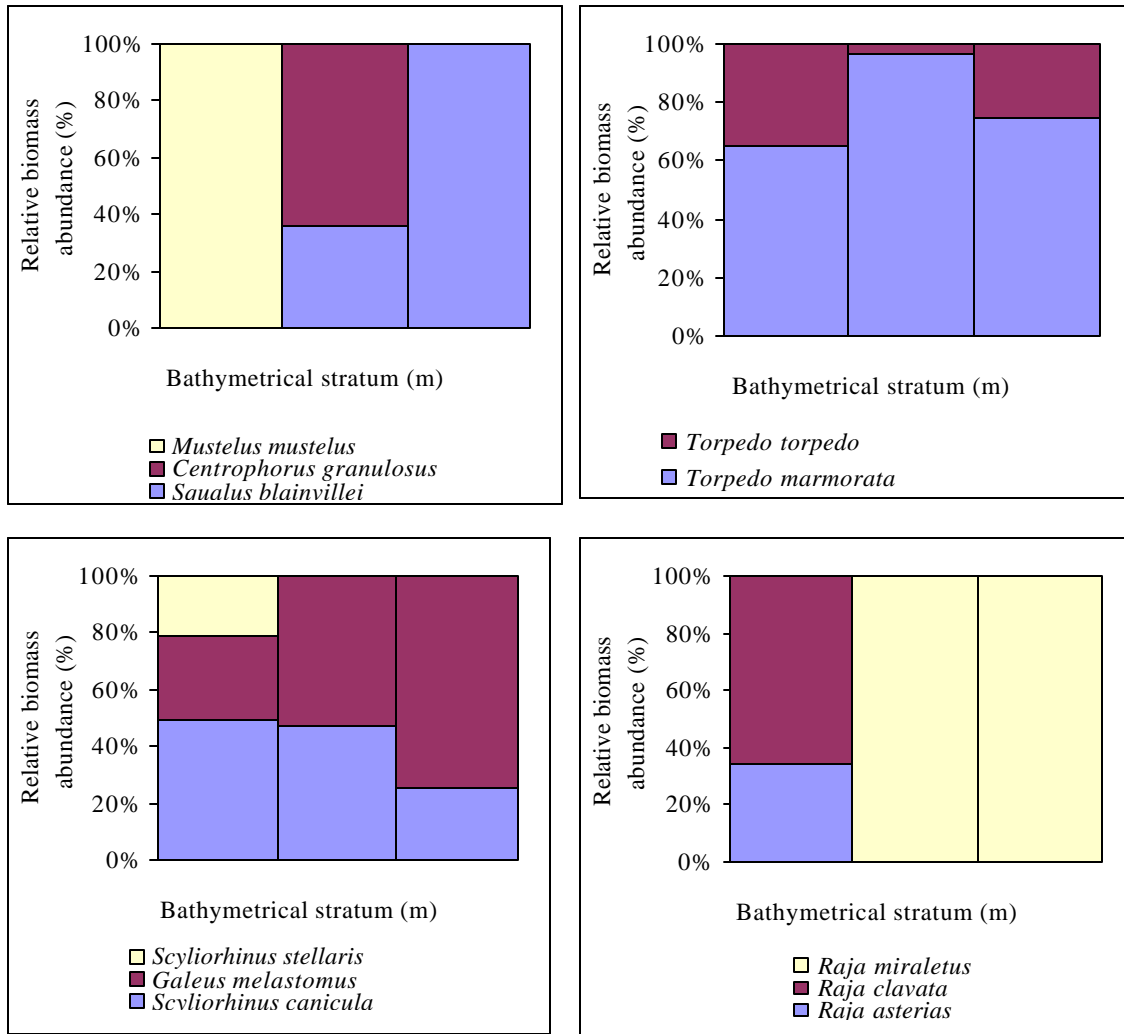 100%
80%
60%
40%
20%
0%
Relative biomass
abundance (%)
Bathymetrical stratum (m)
Mustelus mustelus
Centrophorus granulosus
Squalus blainvillei
100%
80%
60%
40%
20%
0%
Relative biomass
abundance (%)
Bathymetrical stratum (m)
Torpedo torpedo
Torpedo marmorata
100%
80%
60%
40%
20%
0%
Relative biomass
abundance (%)
Bathymetrical stratum (m)
Scyliorhinus stellaris
Galeus melastomus
Scyliorhinus canicula
100%
80%
60%
40%
20%
0%
Relative biomass
abundance (%)
Bathymetrical stratum (m)
Raja miraletus
Raja clavata
Raja asterias